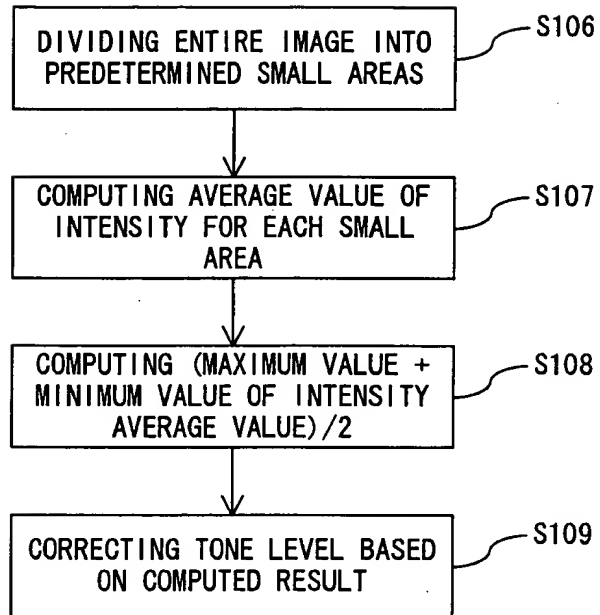 DIVIDING ENTIRE IMAGE INTO
PREDETERMINED SMALL AREAS
S106
COMPUTING AVERAGE VALUE OF
INTENSITY FOR EACH SMALL
AREA
S107
COMPUTING (MAXIMUM VALUE +
MINIMUM VALUE OF INTENSITY
AVERAGE VALUE)/2
S108
CORRECTING TONE LEVEL BASED
ON COMPUTED RESULT
S109